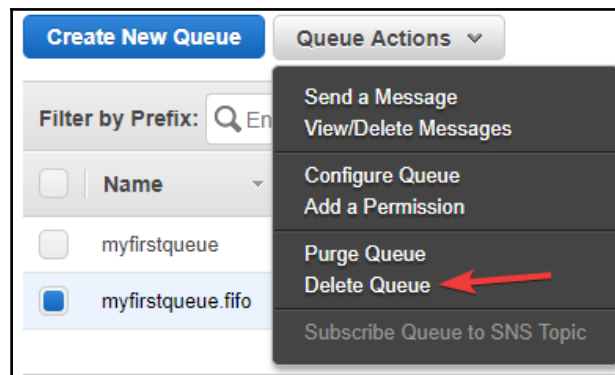 Create New Queue
Queue Actions
Send a Message
View/Delete Messages
Filter by Prefix:
En
Configure Queue
Name
Add a Permission
myfirstqueue
Purge Queue
Delete Queue
myfirstqueue.fifo
Subscribe Queue to SNS Topic